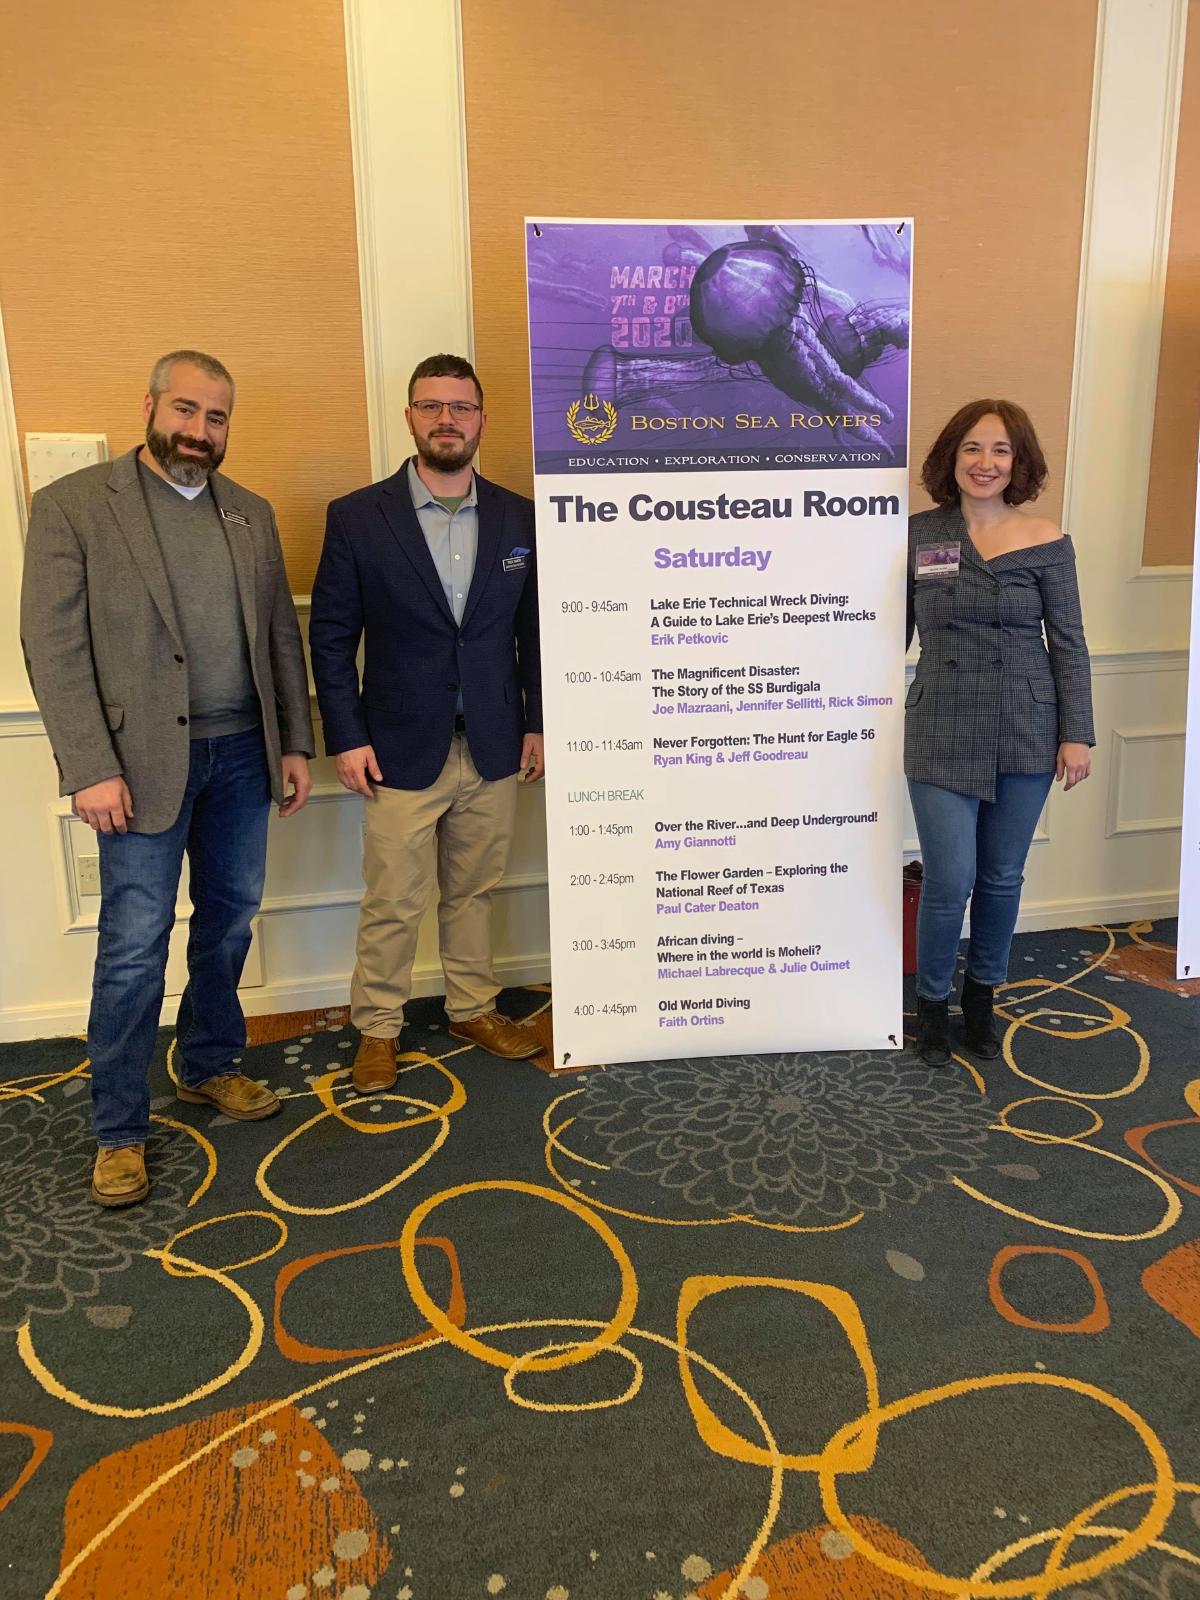 MARCH
7TH & 8TH
2020
BOSTON SEA ROVERS
EDUCATION • EXPLORATION • CONSERVATION
The Cousteau Room
Saturday
9:00 - 9:45am Lake Erie Technical Wreck Diving:
A Guide to Lake Erie's Deepest Wrecks
Erik Petkovic
10:00 - 10:45am The Magnificent Disaster:
The Story of the SS Burdigala
Joe Mazraani, Jennifer Sellitti, Rick Simon
11:00 - 11:45am Never Forgotten: The Hunt for Eagle 56
Ryan King & Jeff Goodreau
LUNCH BREAK
1:00 - 1:45pm Over the River...and Deep Underground!
Amy Giannotti
2:00 - 2:45pm The Flower Garden – Exploring the
National Reef of Texas
Paul Cater Deaton
3:00 - 3:45pm African diving –
Where in the world is Moheli?
Michael Labrecque & Julie Ouimet
4:00 - 4:45pm Old World Diving
Faith Ortins